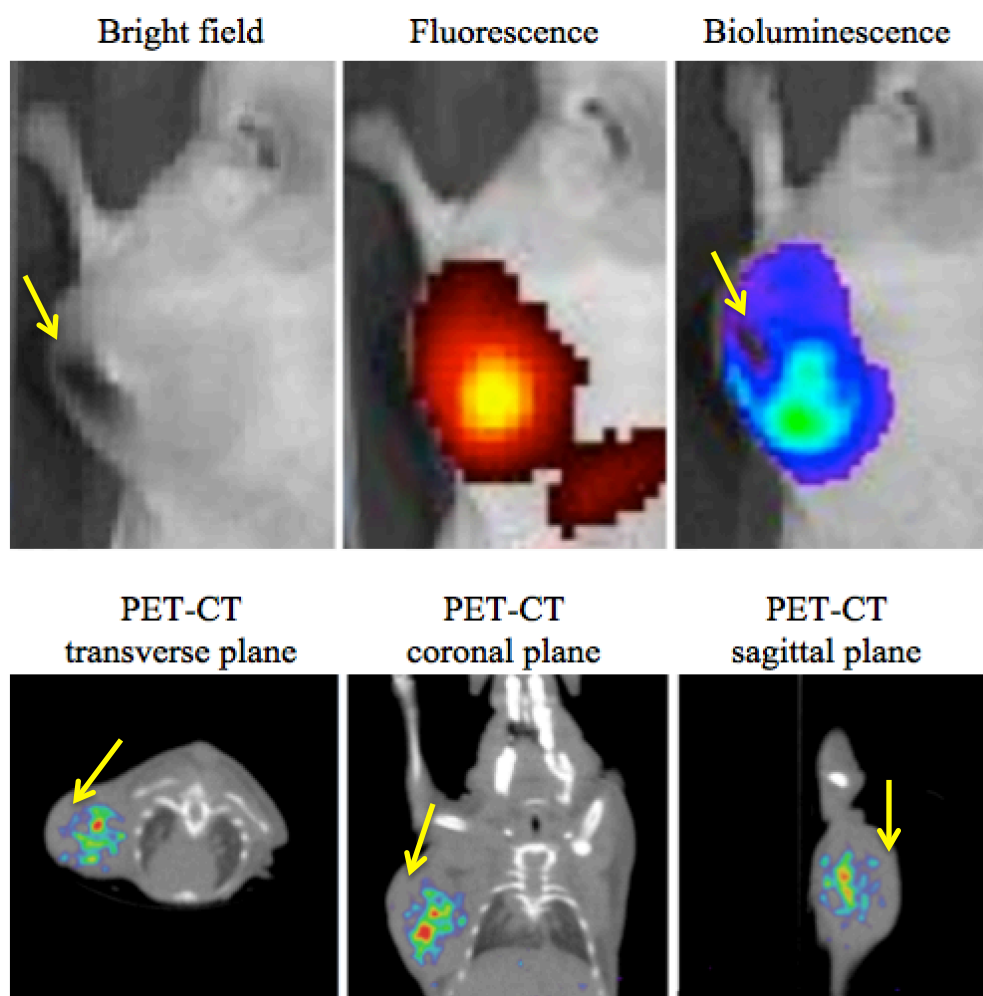 Bright field
Fluorescence
Bioluminescence
PET-CT
transverse plane
PET-CT
coronal plane
PET-CT
sagittal plane